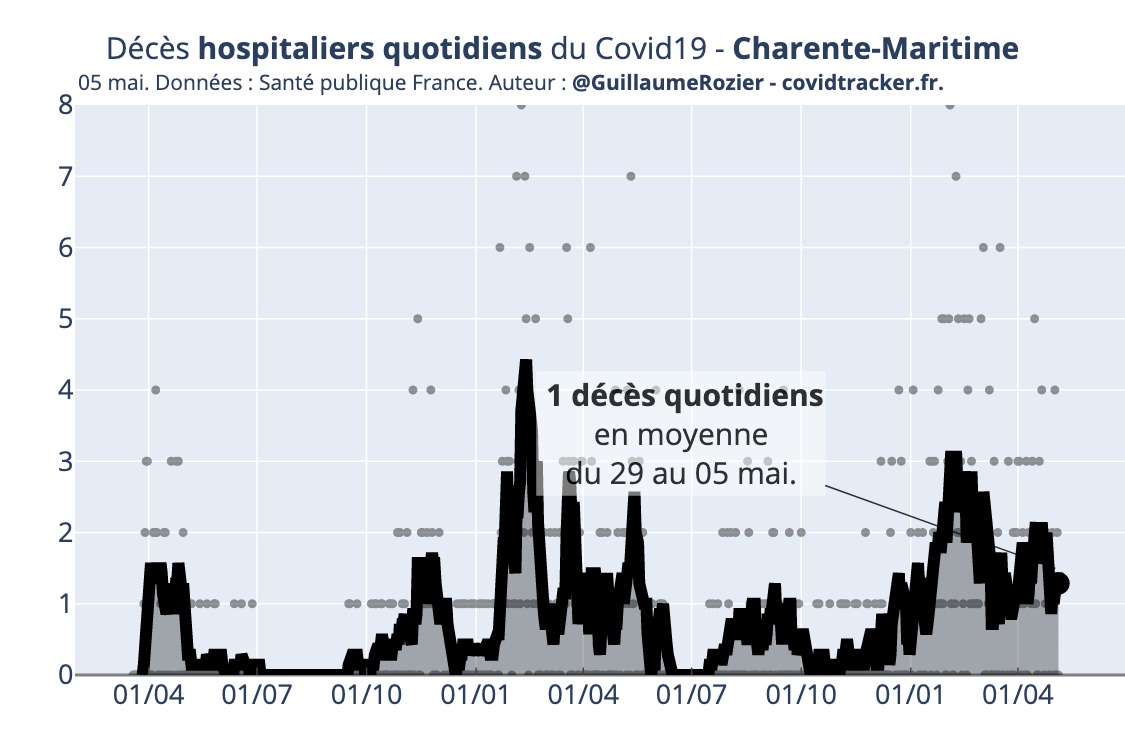 Décès hospitaliers quotidiens du Covid19 - Charente-Maritime
05 mai. Données : Santé publique France. Auteur : @GuillaumeRozier - covidtracker.fr.
8
7
6
5
4
3
2
1
0
1 décès quotidiens
en moyenne
du 29 au 05 mai.
01/04 01/07 01/10 01/01 01/04 01/07 01/10 01/01 01/04